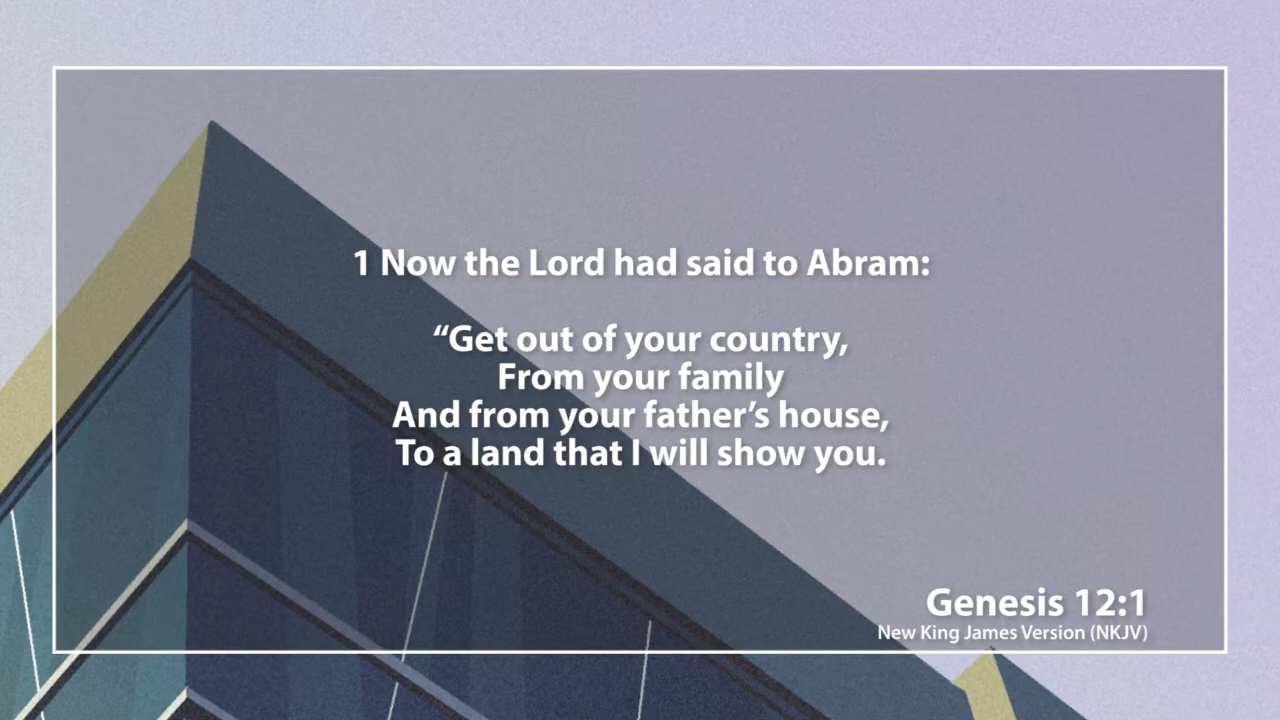 1 Now the Lord had said to Abram:
“Get out of your country,
From your family
And from your father’s house,
To a land that I will show you.
Genesis 12:1
New King James Version (NKJV)